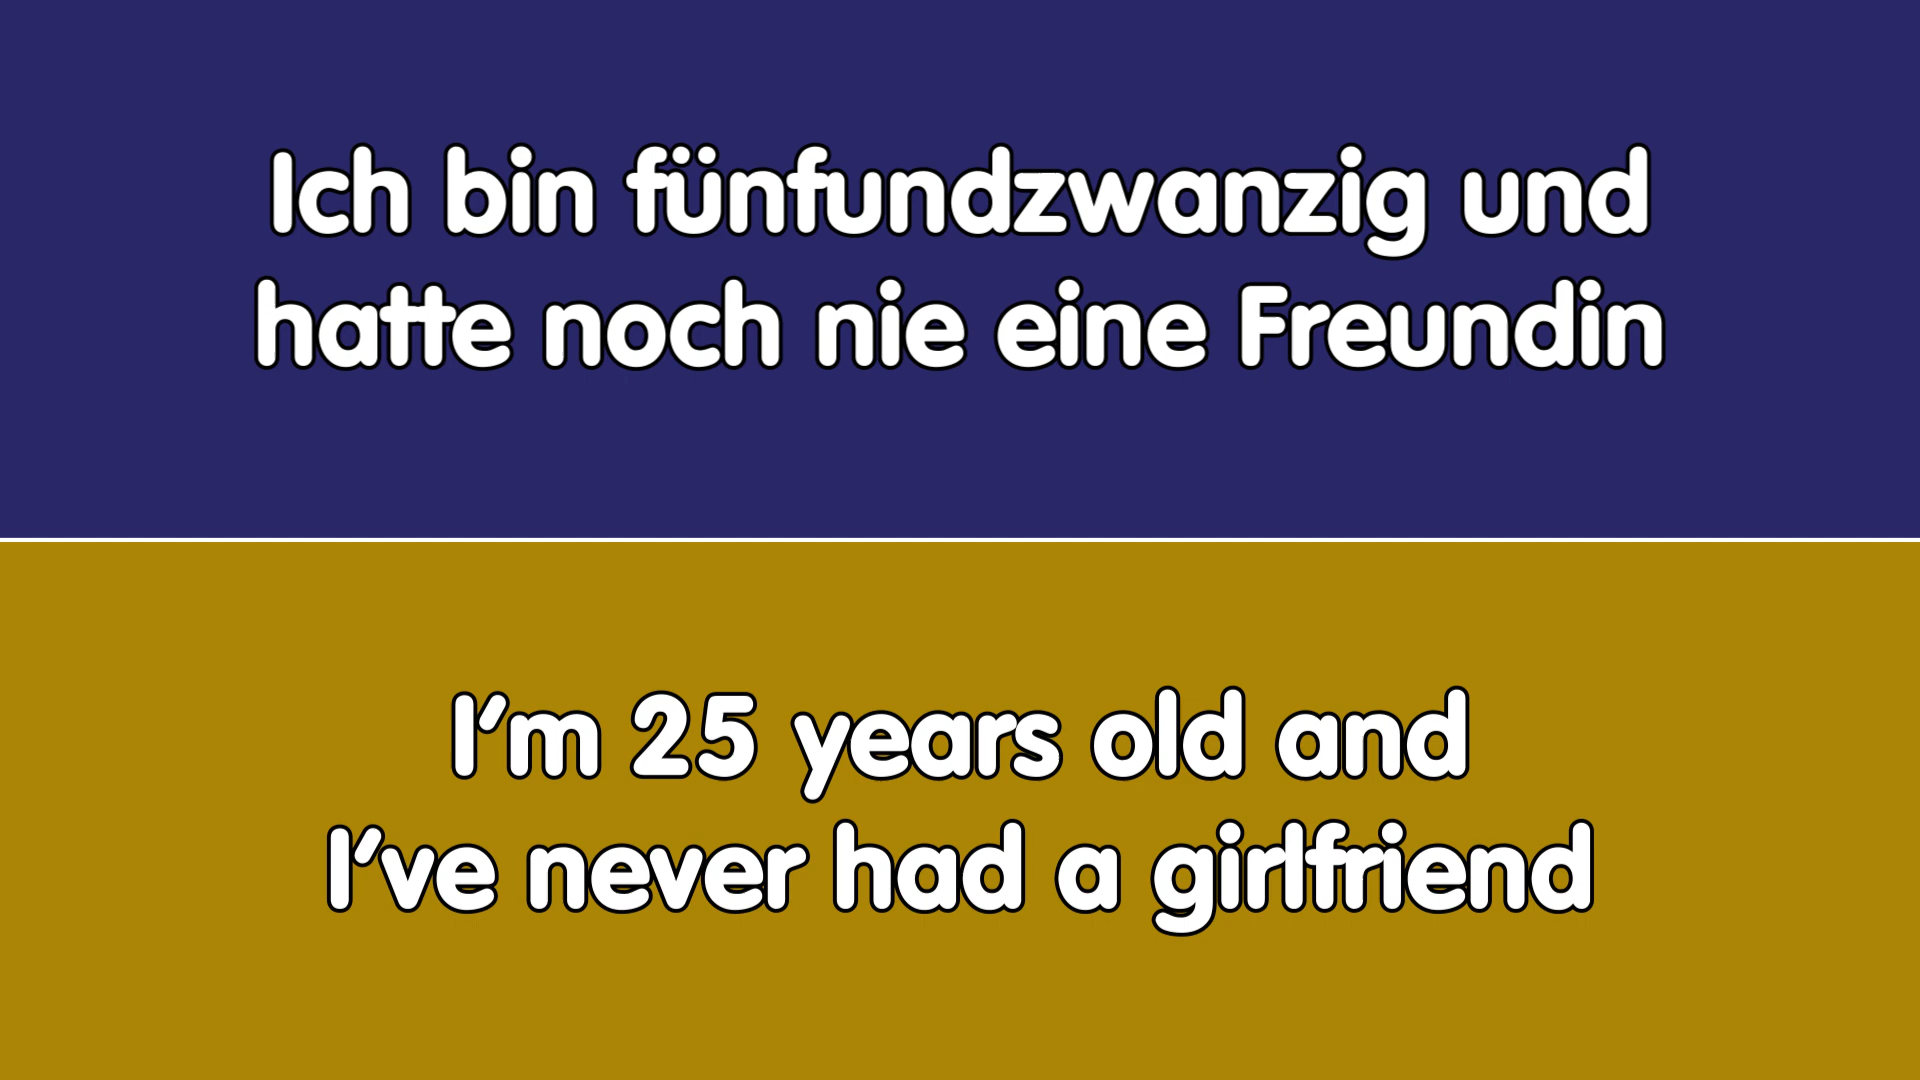 Ich bin fünfundzwanzig und
hatte noch nie eine Freundin
I'm 25 years old and
I've never had a girlfriend